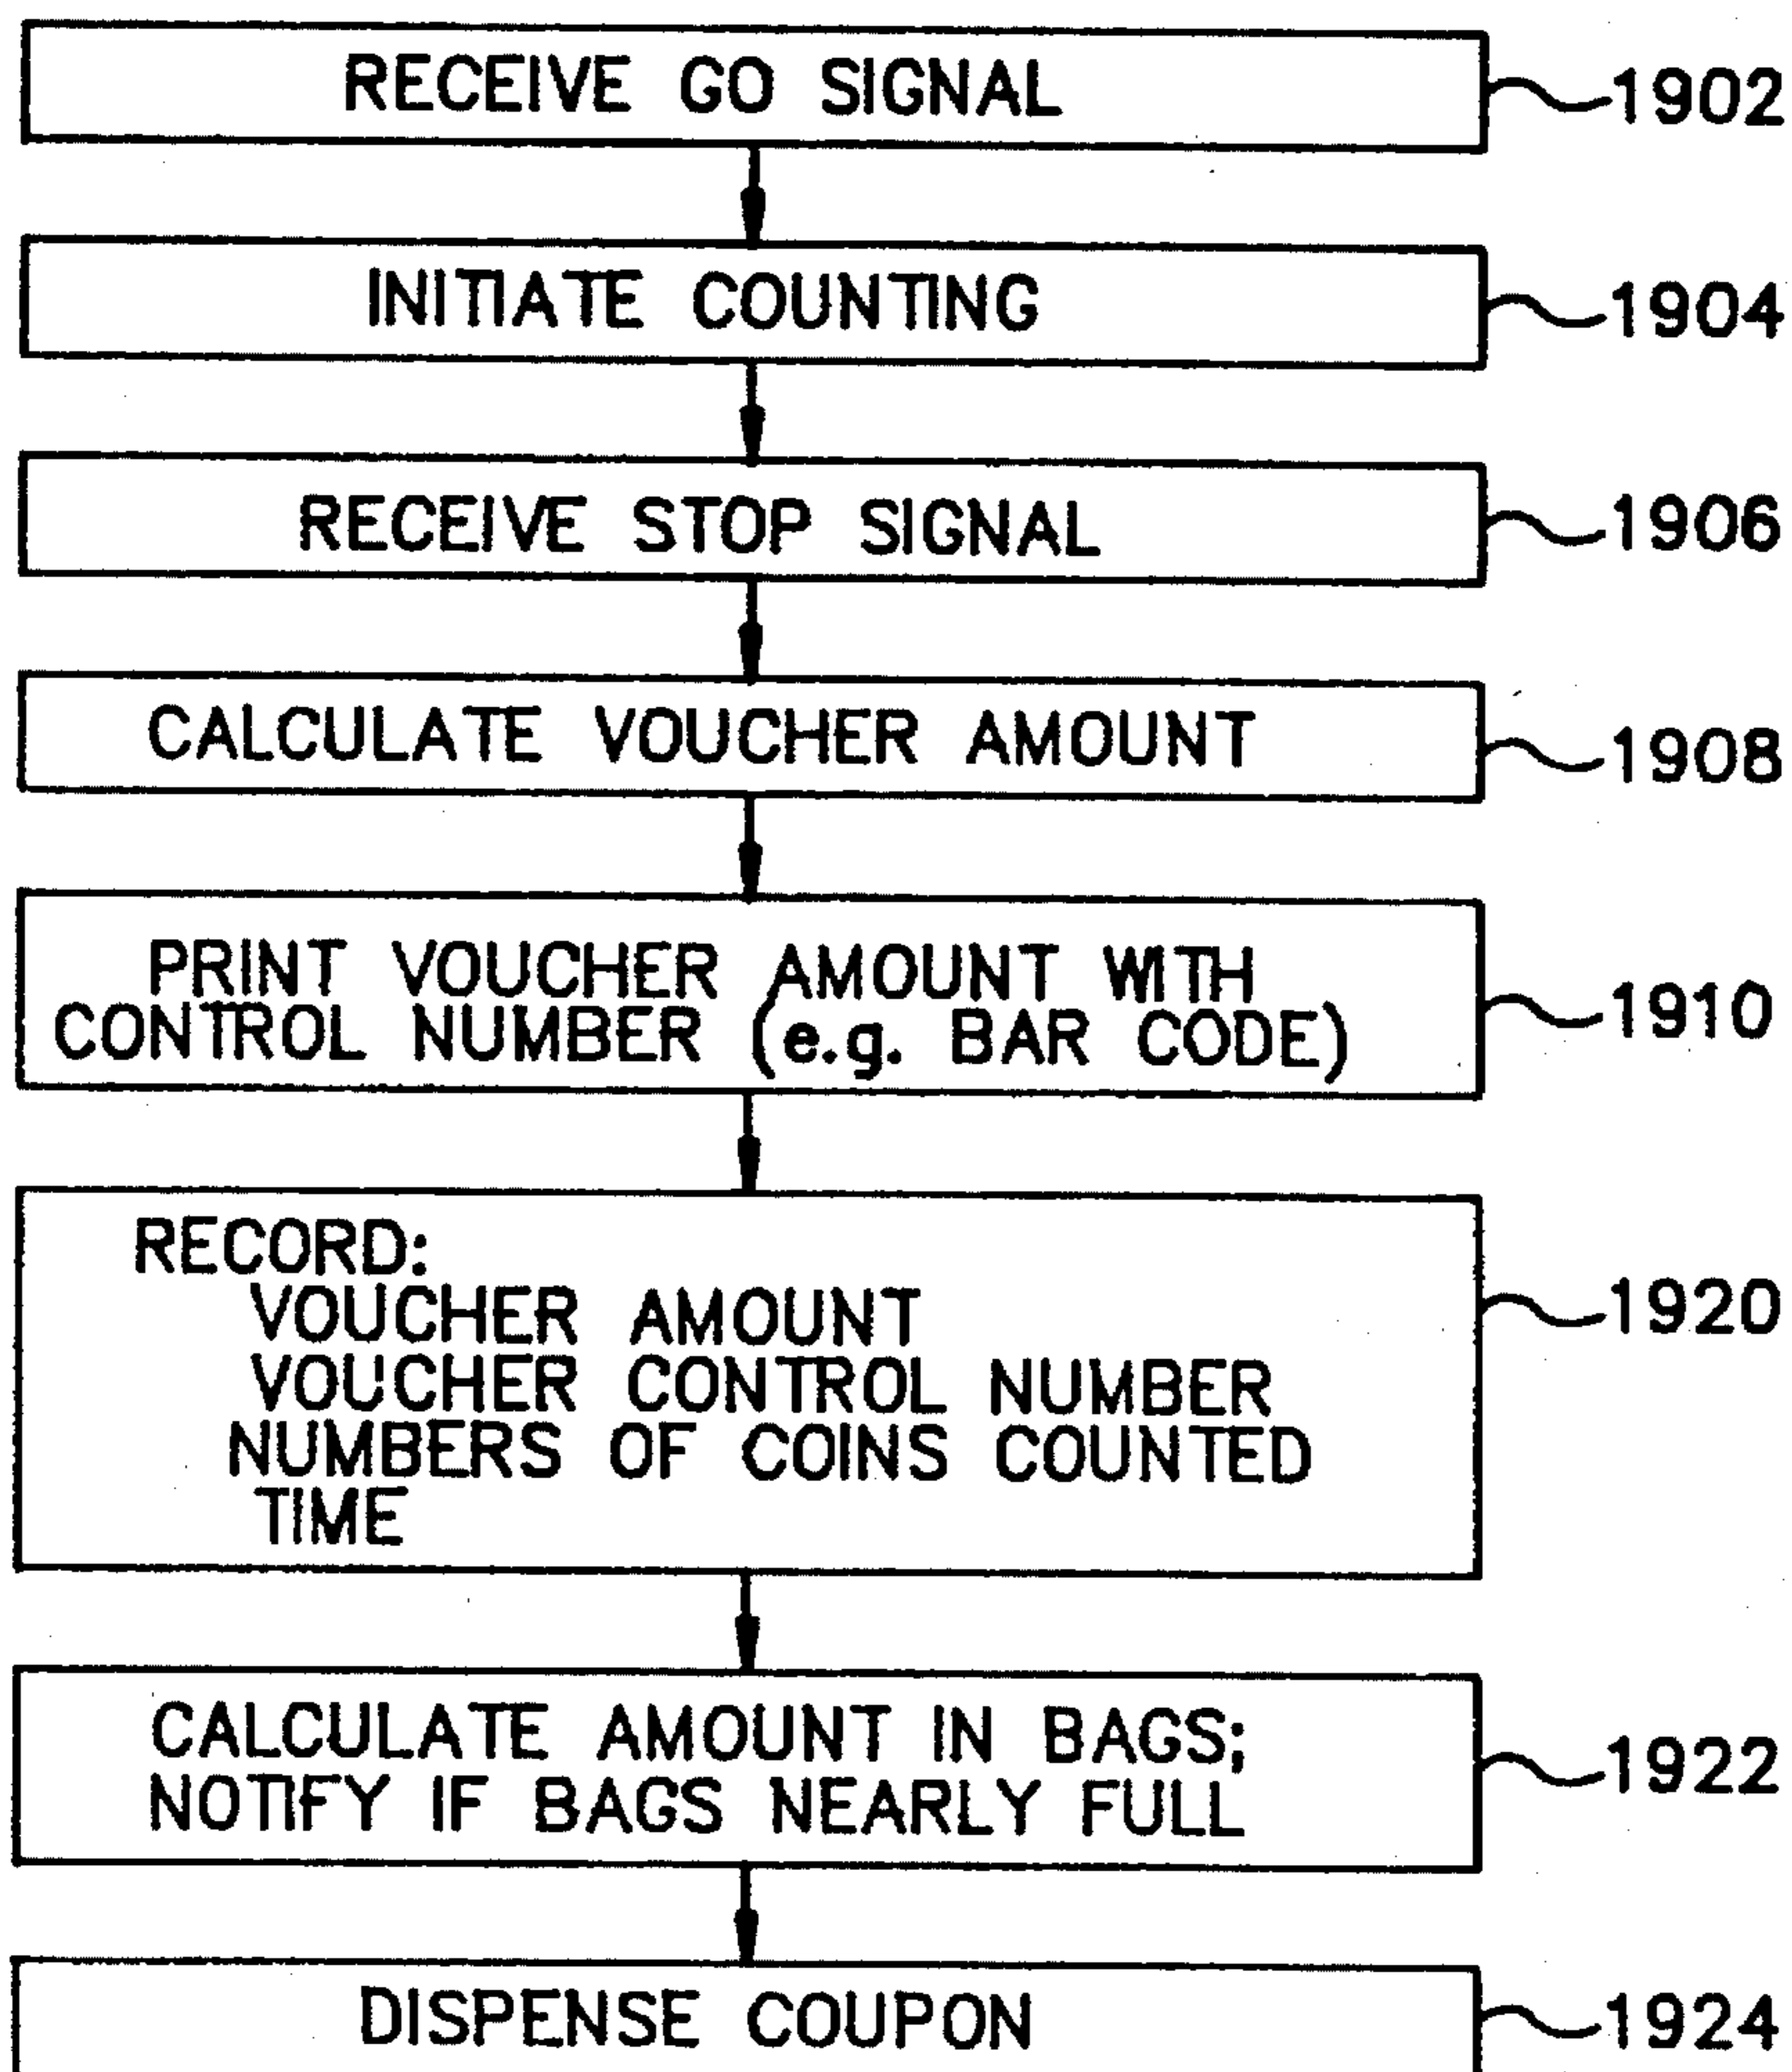 RECEIVE GO SIGNAL
1902
INITIATE COUNTING
1904
RECEIVE STOP SIGNAL
1906
CALCULATE VOUCHER AMOUNT
1908
PRINT VOUCHER AMOUNT WITH
CONTROL NUMBER (e.g. BAR CODE)
1910
RECORD:
VOUCHER AMOUNT
VOUCHER CONTROL NUMBER
NUMBERS OF COINS COUNTED
TIME
1920
CALCULATE AMOUNT IN BAGS;
NOTIFY IF BAGS NEARLY FULL
1922
DISPENSE COUPON
1924